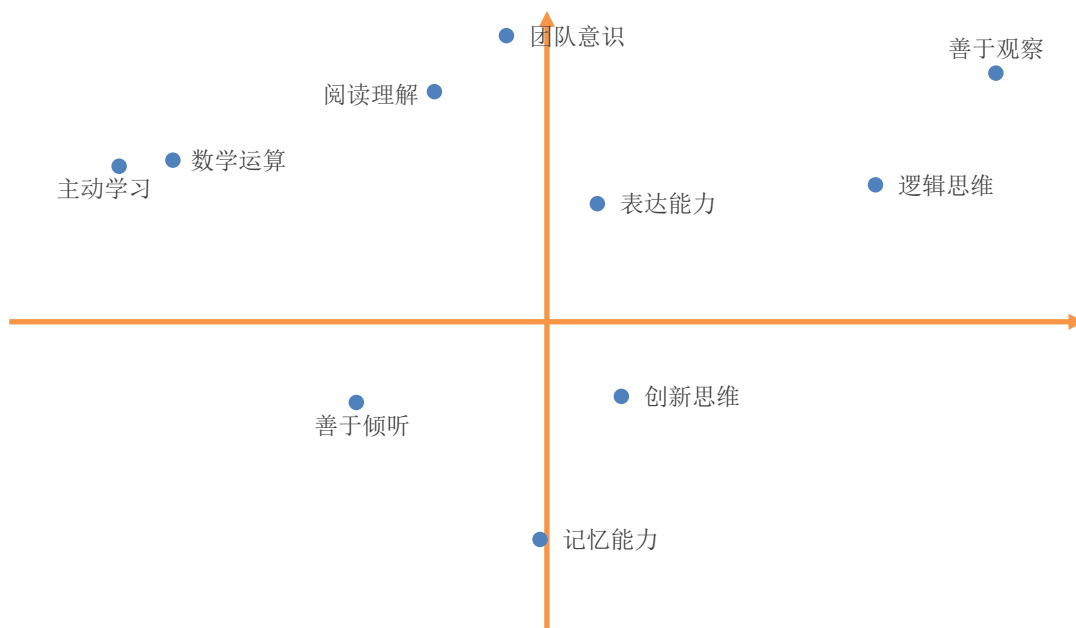 团队意识
善于观察
阅读理解
数学运算
主动学习
逻辑思维
表达能力
创新思维
善于倾听
记忆能力